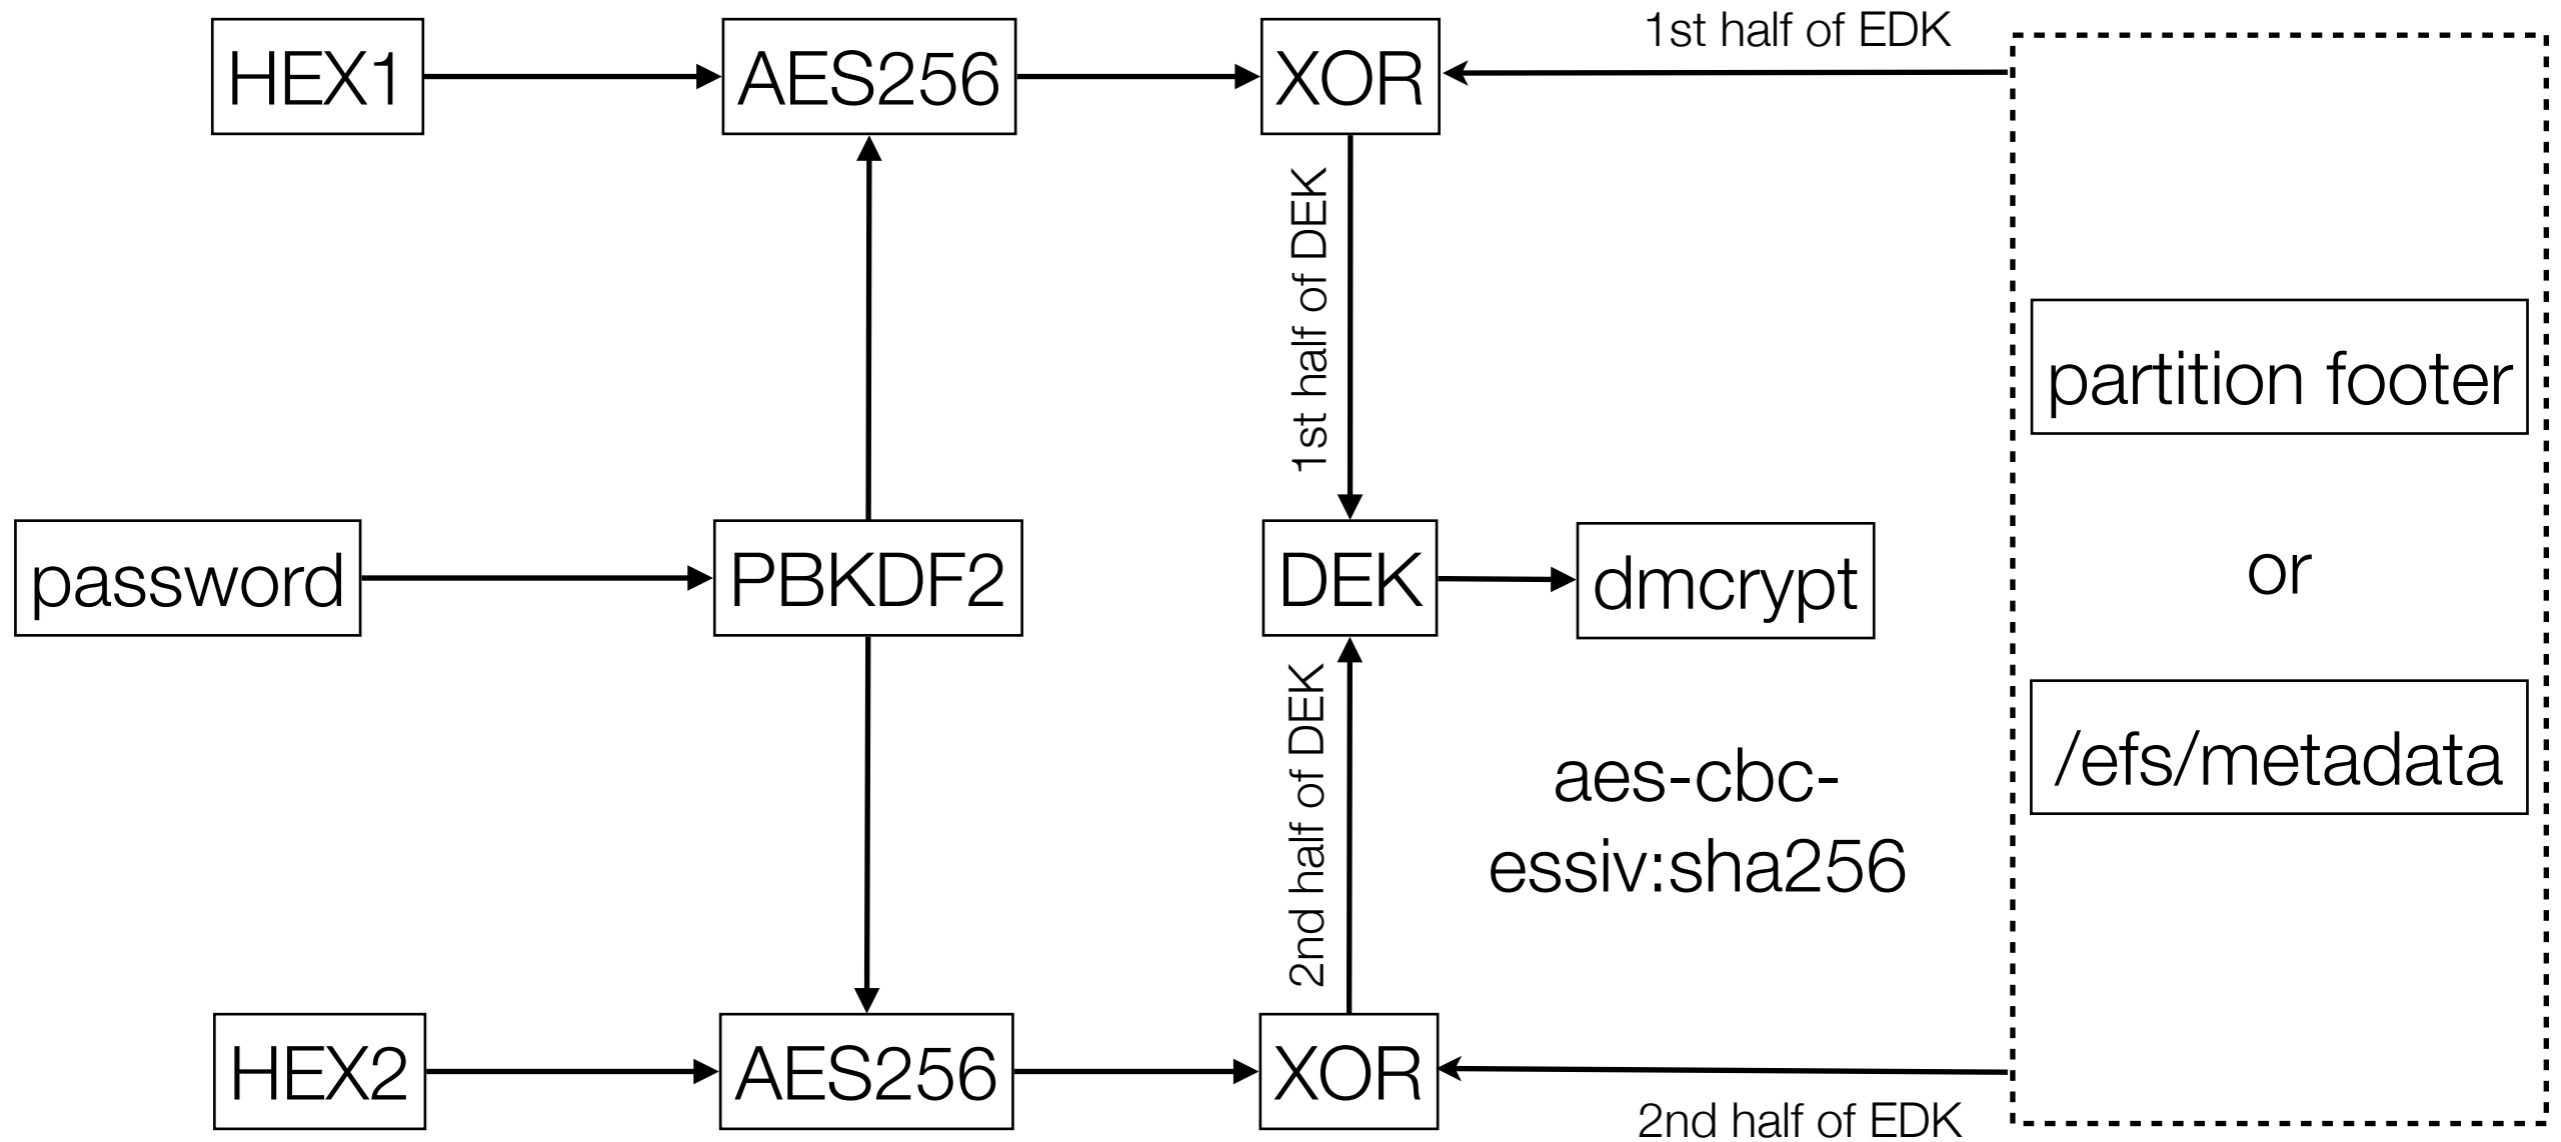 1st half of EDK
HEX1
AES256
XOR
1st half of DEK
partition footer
password
PBKDF2
DEK
dmcrypt
or
2nd half of DEK
aes-cbc-
essiv:sha256
/efs/metadata
HEX2
AES256
XOR
2nd half of EDK